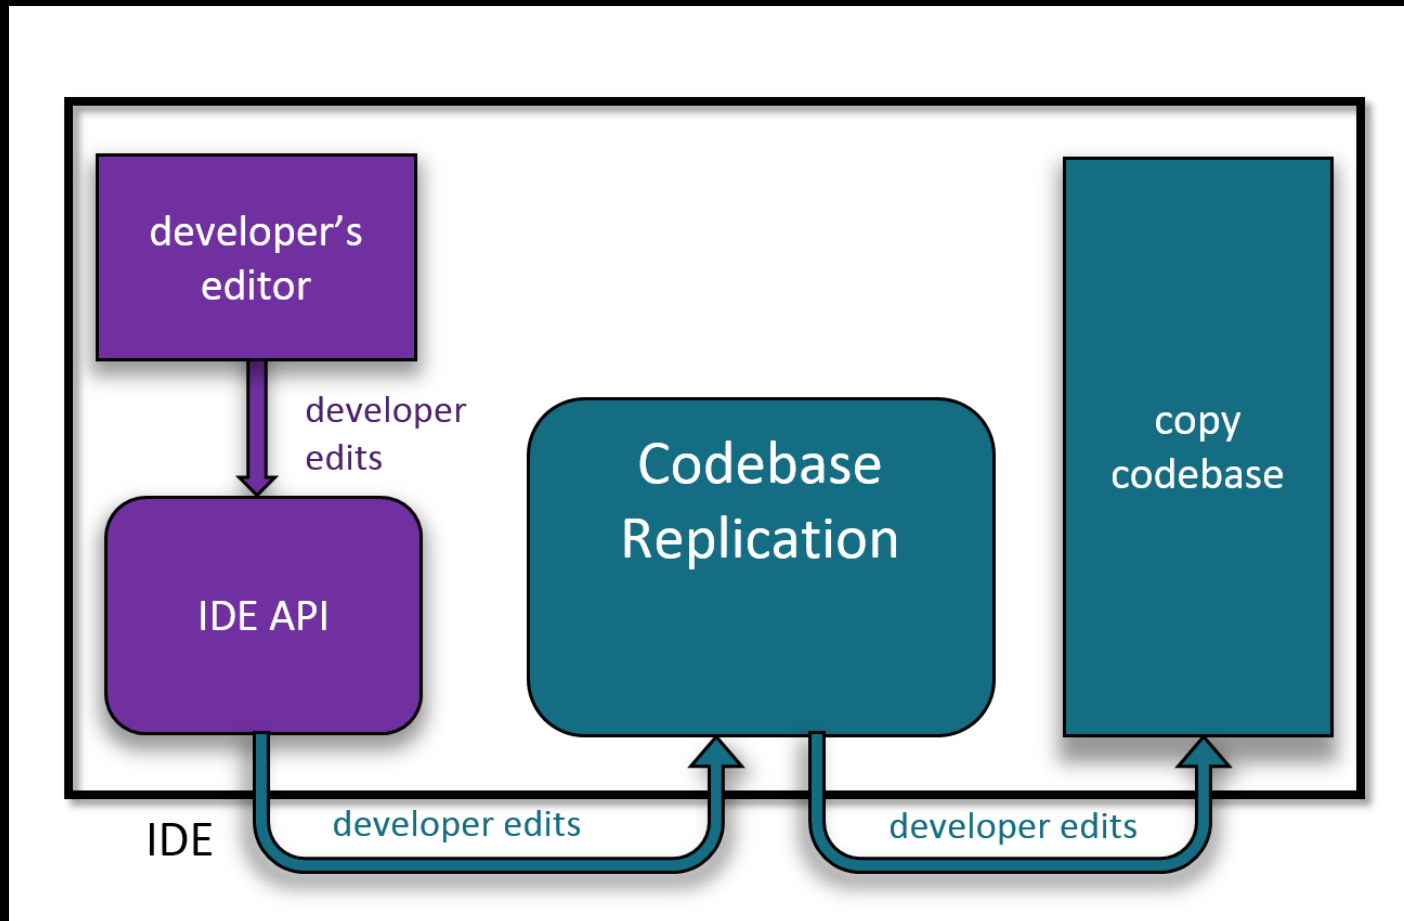 developer’s
editor
developer
edits
IDE API
Codebase
Replication
copy
codebase
IDE
developer edits
developer edits